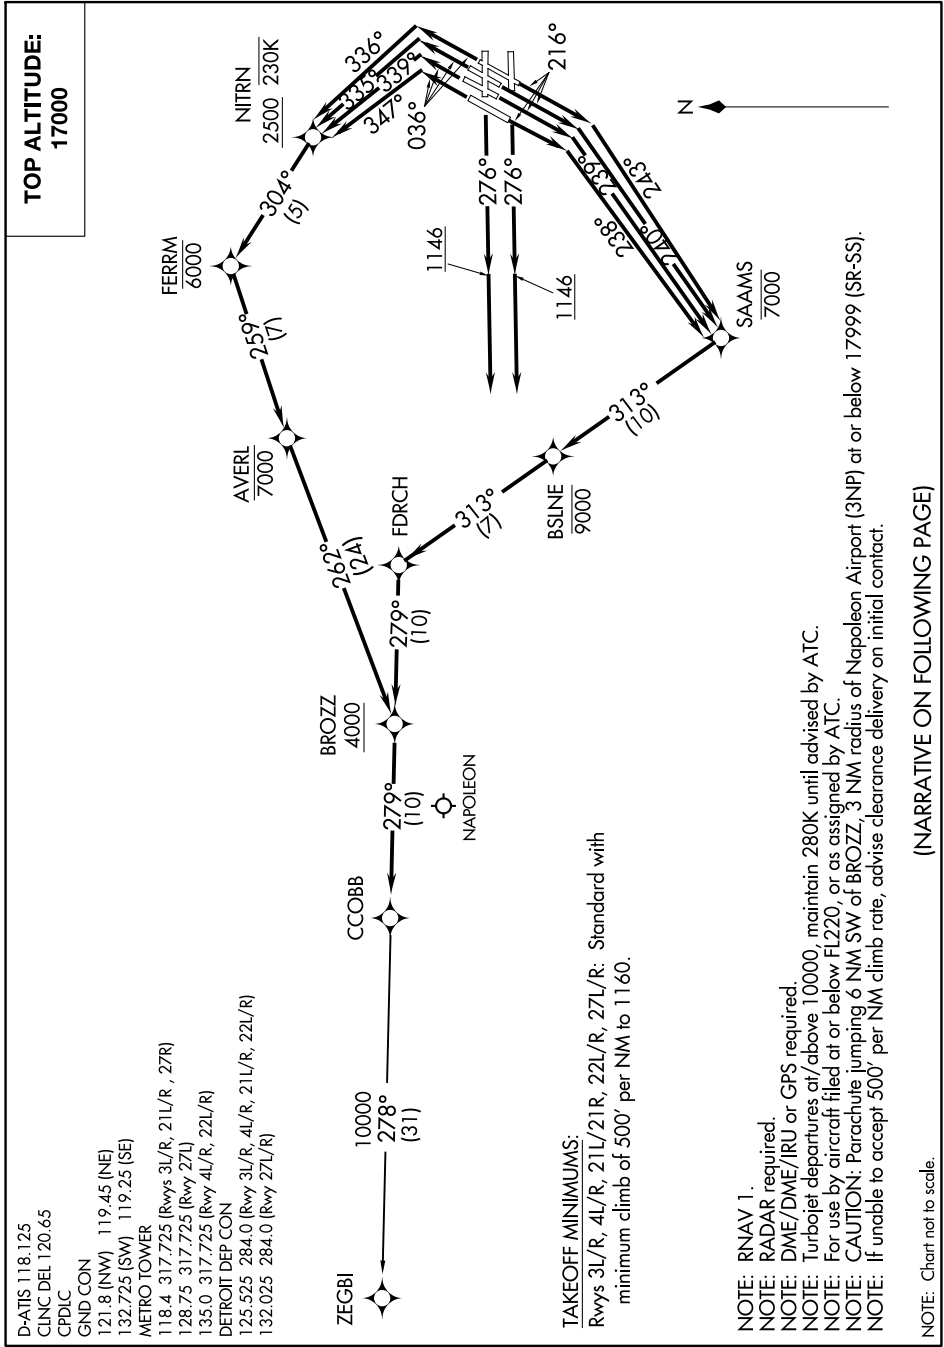 TOP ALTITUDE:
17000
D-ATIS 118.125
CLNC DEL 120.65
CPDLC
GND CON
121.8 (NW) 119.45 (NE)
132.725 (SW) 119.25 (SE)
METRO TOWER
118.4 317.725 (Rwys 3L/R, 21L/R , 27R)
128.75 317.725 (Rwy 27L)
135.0 317.725 (Rwy 4L/R, 22L/R)
DETROIT DEP CON
125.525 284.0 (Rwy 3L/R, 4L/R, 21L/R, 22L/R)
132.025 284.0 (Rwy 27L/R)
ZEGBI
10000
278°
(31)
CCOBB
279°
(10)
NAPOLEON
BROZZ
4000
262°
(24)
279°
(10)
FDRCH
AVERL
7000
259°
(7)
FERRM
6000
304°
(5)
NITRN
2500 230K
336°
335°
339°
347°
036°
216°
276°
276°
1146
1146
238°
239°
240°
243°
SAAMS
7000
313°
(10)
BSLNE
9000
313°
(7)
N
TAKEOFF MINIMUMS:
Rwys 3L/R, 4L/R, 21L/21R, 22L/R, 27L/R: Standard with
minimum climb of 500' per NM to 1160.
NOTE: RNAV 1.
NOTE: RADAR required.
NOTE: DME/DME/IRU or GPS required.
NOTE: Turbojet departures at/above 10000, maintain 280K until advised by ATC.
NOTE: For use by aircraft filed at or below FL220, or as assigned by ATC.
NOTE: CAUTION: Parachute jumping 6 NM SW of BROZZ, 3 NM radius of Napoleon Airport (3NP) at or below 17999 (SR-SS).
NOTE: If unable to accept 500' per NM climb rate, advise clearance delivery on initial contact.
(NARRATIVE ON FOLLOWING PAGE)
NOTE: Chart not to scale.